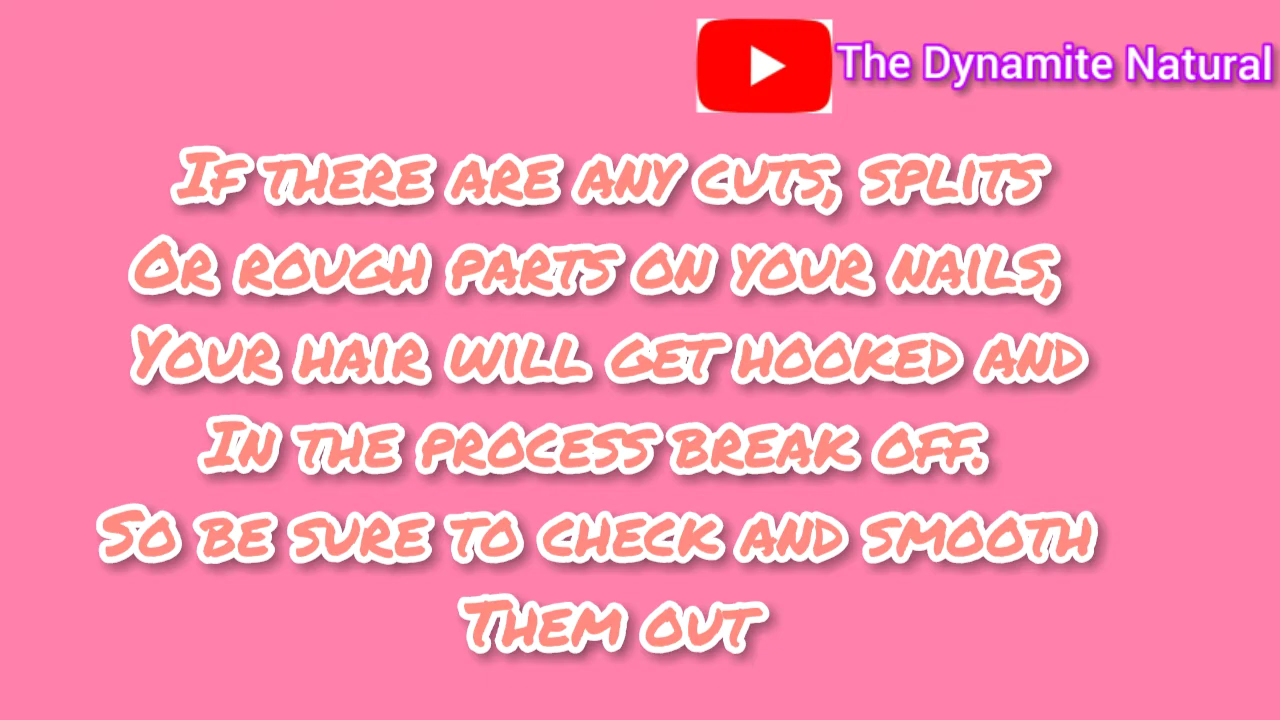 The Dynamite Natural
If there are any cuts, splits
Or rough parts on your nails,
Your hair will get hooked and
In the process break off.
So be sure to check and smooth
Them out